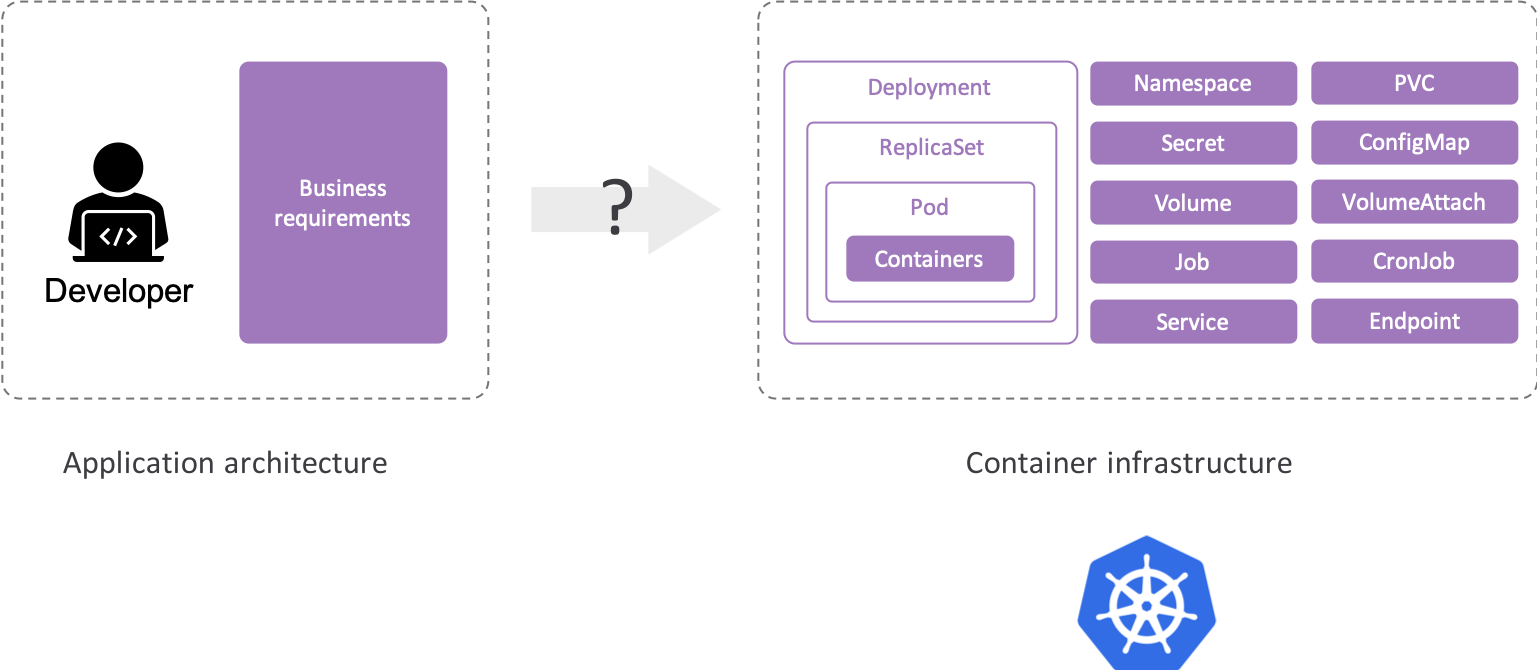 Developer
Business
requirements
?
Deployment
ReplicaSet
Pod
Containers
Namespace
PVC
Secret
ConfigMap
Volume
VolumeAttach
Job
CronJob
Service
Endpoint
Application architecture
Container infrastructure